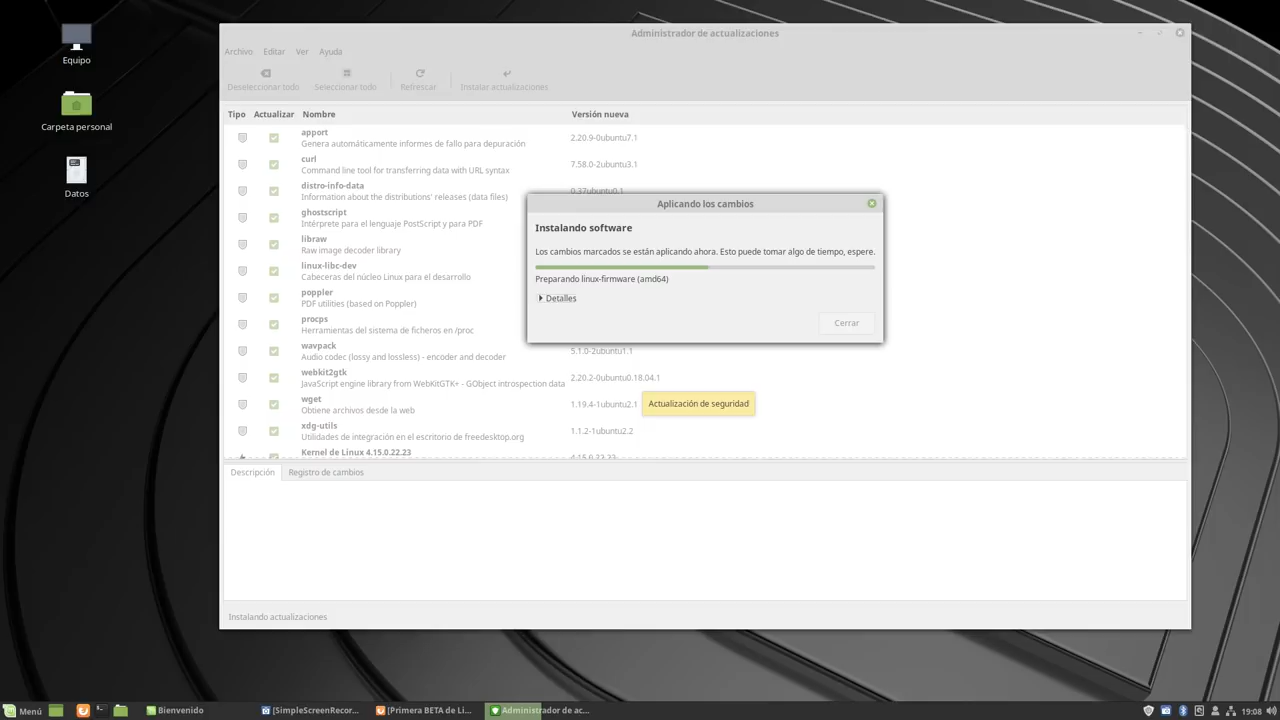 Administrador de actualizaciones
Equipo
Carpeta personal
Datos
Archivo Editar Ver Ayuda
Deseleccionar todo Seleccionar todo Refrescar Instalar actualizaciones
Tipo Actualizar Nombre Versión nueva
apport
Genera automáticamente informes de fallo para depuración
2.20.9-0ubuntu7.1
curl
Command line tool for transferring data with URL syntax
7.58.0-2ubuntu3.1
distro-info-data
Information about the distributions' releases (data files)
0.37ubuntu0.1
ghostscript
Intérprete para el lenguaje PostScript y para PDF
libraw
Raw image decoder library
linux-libc-dev
Cabeceras del núcleo Linux para el desarrollo
poppler
PDF utilities (based on Poppler)
procps
Herramientas del sistema de ficheros en /proc
wavpack
Audio codec (lossy and lossless) - encoder and decoder
5.1.0-2ubuntu1.1
webkit2gtk
JavaScript engine library from WebKitGTK+ - GObject introspection data
2.20.2-0ubuntu0.18.04.1
wget
Obtiene archivos desde la web
1.19.4-1ubuntu2.1
xdg-utils
Utilidades de integración en el escritorio de freedesktop.org
1.1.2-1ubuntu2.2
Kernel de Linux 4.15.0.22.23
Aplicando los cambios
Instalando software
Los cambios marcados se están aplicando ahora. Esto puede tomar algo de tiempo, espere.
Preparando linux-firmware (amd64)
Detalles
Cerrar
Actualización de seguridad
Descripción Registro de cambios
Instalando actualizaciones
Menú Bienvenido [SimpleScreenRecor... [Primera BETA de Li... Administrador de ac... 19:08